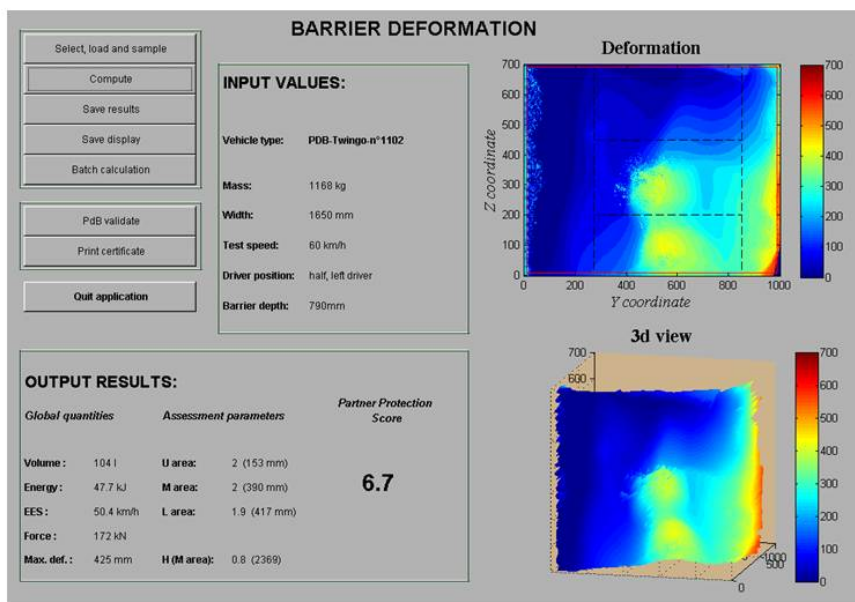 BARRIER DEFORMATION
Select, load and sample
Compute
Save results
Save display
Batch calculation
PdB validate
Print certificate
Quit application
INPUT VALUES:
Vehicle type: PDB-Twingo-n°1102
Mass: 1168 kg
Width: 1650 mm
Test speed: 60 km/h
Driver position: half, left driver
Barrier depth: 790mm
OUTPUT RESULTS:
Global quantities Assessment parameters Partner Protection Score
Volume : 104 l U area: 2 (153 mm)
Energy : 47.7 kJ M area: 2 (390 mm) 6.7
EES : 50.4 km/h L area: 1.9 (417 mm)
Force : 172 kN
Max. def. : 425 mm H (M area): 0.8 (2369)
Deformation
700
600
500
400
300
200
100
0
Z coordinate
0 200 400 600 800 1000
Y coordinate
700
600
500
400
300
200
100
0
3d view
700
600
1000
500
0
0
700
600
500
400
300
200
100
0